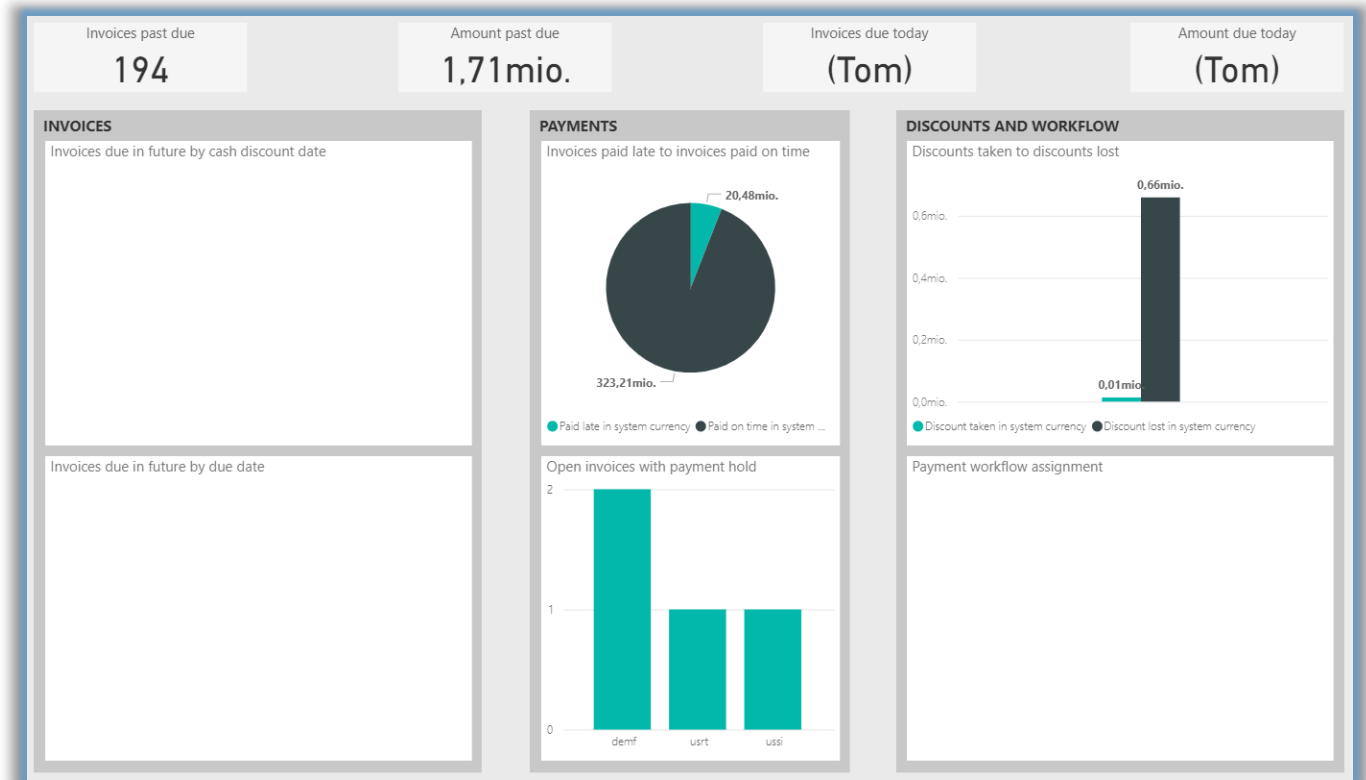 Invoices past due
194
Amount past due
1,71mio.
Invoices due today
(Tom)
Amount due today
(Tom)
INVOICES
Invoices due in future by cash discount date
Invoices due in future by due date
PAYMENTS
Invoices paid late to invoices paid on time
20,48mio.
323,21mio.
Paid late in system currency
Paid on time in system ...
Open invoices with payment hold
2
1
0
demf
usrt
ussi
DISCOUNTS AND WORKFLOW
Discounts taken to discounts lost
0,66mio.
0,6mio.
0,4mio.
0,2mio.
0,01mio.
0,0mio.
Discount taken in system currency
Discount lost in system currency
Payment workflow assignment